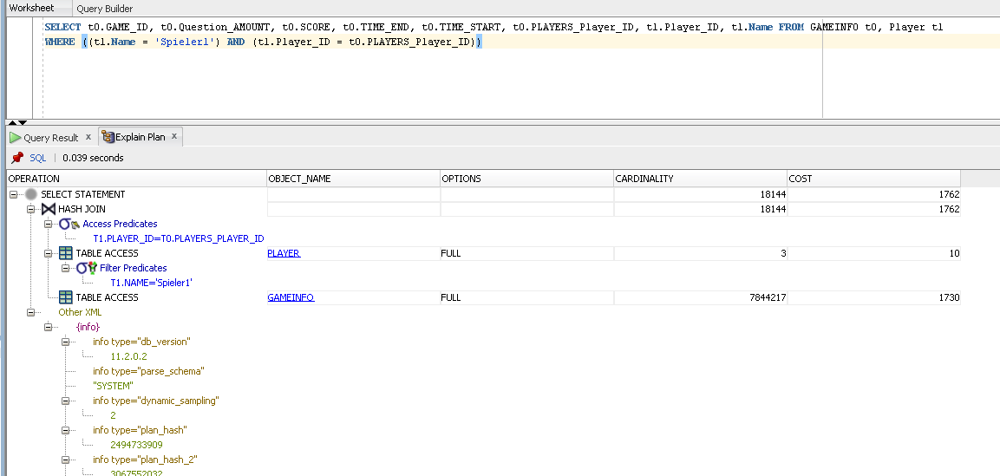 Worksheet Query Builder
SELECT t0.GAME_ID, t0.Question_AMOUNT, t0.SCORE, t0.TIME_END, t0.TIME_START, t0.PLAYERS_Player_ID, t1.Player_ID, t1.Name FROM GAMEINFO t0, Player t1
WHERE ((t1.Name = 'Spieler1') AND (t1.Player_ID = t0.PLAYERS_Player_ID))
Query Result x Explain Plan x
SQL | 0.039 seconds
OPERATION OBJECT_NAME OPTIONS CARDINALITY COST
SELECT STATEMENT 18144 1762
HASH JOIN 18144 1762
Access Predicates
T1.PLAYER_ID=T0.PLAYERS_PLAYER_ID
TABLE ACCESS PLAYER FULL 3 10
Filter Predicates
T1.NAME='Spieler1'
TABLE ACCESS GAMEINFO FULL 7844217 1730
Other XML
{info}
info type="db_version"
11.2.0.2
info type="parse_schema"
"SYSTEM"
info type="dynamic_sampling"
2
info type="plan_hash"
2494733909
info type="plan_hash_2"
3067552032